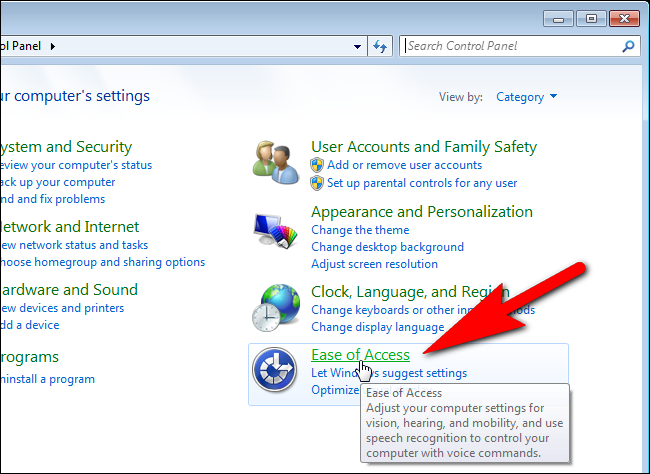 ol Panel
Search Control Panel
ur computer's settings
View by: Category
ystem and Security
eview your computer's status
ack up your computer
nd and fix problems
etwork and Internet
iew network status and tasks
hoose homegroup and sharing options
ardware and Sound
iew devices and printers
dd a device
rograms
ninstall a program
User Accounts and Family Safety
Add or remove user accounts
Set up parental controls for any user
Appearance and Personalization
Change the theme
Change desktop background
Adjust screen resolution
Clock, Language, and Region
Change keyboards or other inp ods
Change display language
Ease of Access
Let Wind s suggest settings
Optimize
Ease of Access
Adjust your computer settings for
vision, hearing, and mobility, and use
speech recognition to control your
computer with voice commands.